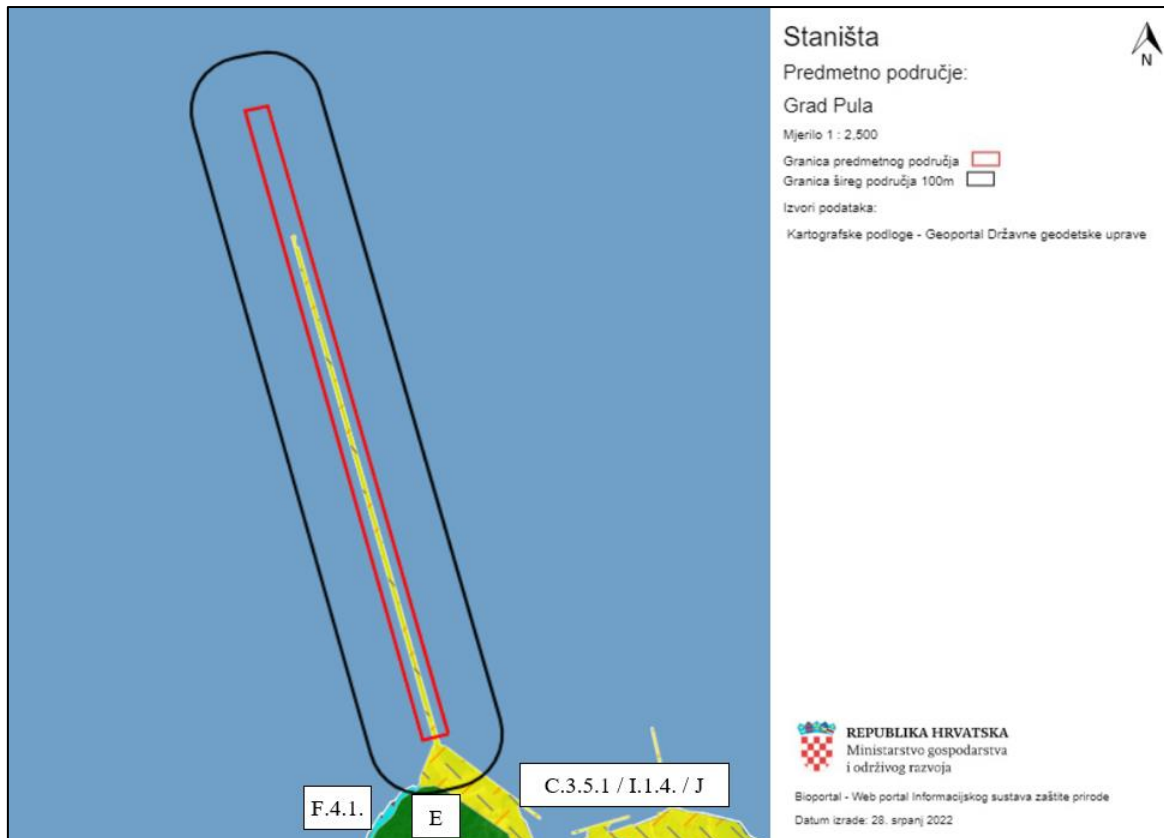 Staništa
N
Predmetno područje:
Grad Pula
Mjerilo 1 : 2,500
Granica predmetnog područja
Granica šireg područja 100m
Izvori podataka:
Kartografske podloge - Geoportal Državne geodetske uprave
F.4.1.
E
C.3.5.1 / I.1.4. / J
REPUBLIKA HRVATSKA
Ministarstvo gospodarstva
i održivog razvoja
Bioportal - Web portal Informacijskog sustava zaštite prirode
Datum izrade: 28. srpanj 2022